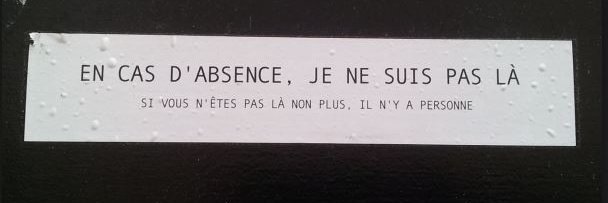 EN CAS D'ABSENCE, JE NE SUIS PAS LÀ
SI VOUS N'ÊTES PAS LÀ NON PLUS, IL N'Y A PERSONNE